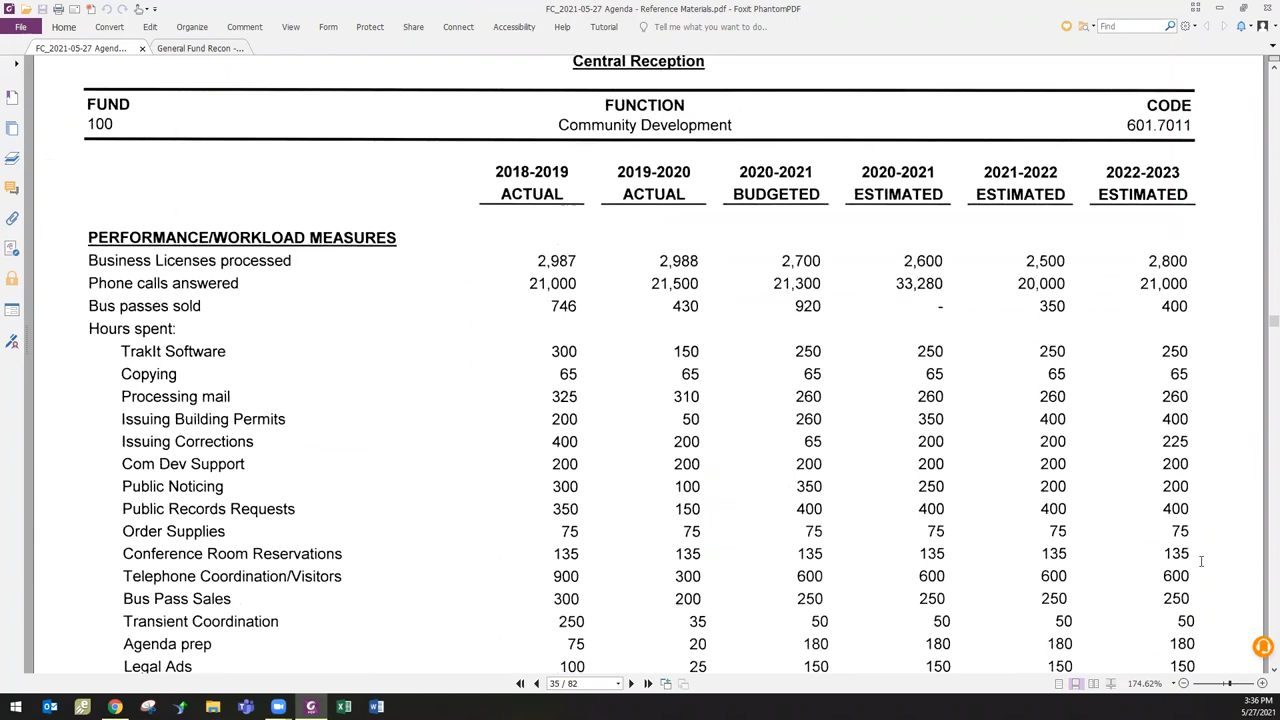 FC_2021-05-27 Agenda - Reference Materials.pdf - Foxit PhantomPDF
File Home Convert Edit Organize Comment View Form Protect Share Connect Accessibility Help Tutorial Tell me what you want to do... Find
FC_2021-05-27 Agend... General Fund Recon -...
Central Reception
FUND FUNCTION CODE
100 Community Development 601.7011
2018-2019 2019-2020 2020-2021 2020-2021 2021-2022 2022-2023
ACTUAL ACTUAL BUDGETED ESTIMATED ESTIMATED ESTIMATED
PERFORMANCE/WORKLOAD MEASURES
Business Licenses processed 2,987 2,988 2,700 2,600 2,500 2,800
Phone calls answered 21,000 21,500 21,300 33,280 20,000 21,000
Bus passes sold 746 430 920 - 350 400
Hours spent:
TrakIt Software 300 150 250 250 250 250
Copying 65 65 65 65 65 65
Processing mail 325 310 260 260 260 260
Issuing Building Permits 200 50 260 350 400 400
Issuing Corrections 400 200 65 200 200 225
Com Dev Support 200 200 200 200 200 200
Public Noticing 300 100 350 250 200 200
Public Records Requests 350 150 400 400 400 400
Order Supplies 75 75 75 75 75 75
Conference Room Reservations 135 135 135 135 135 135
Telephone Coordination/Visitors 900 300 600 600 600 600
Bus Pass Sales 300 200 250 250 250 250
Transient Coordination 250 35 50 50 50 50
Agenda prep 75 20 180 180 180 180
Legal Ads 100 25 150 150 150 150
35 / 82 174.62%
3:36 PM
5/27/2021